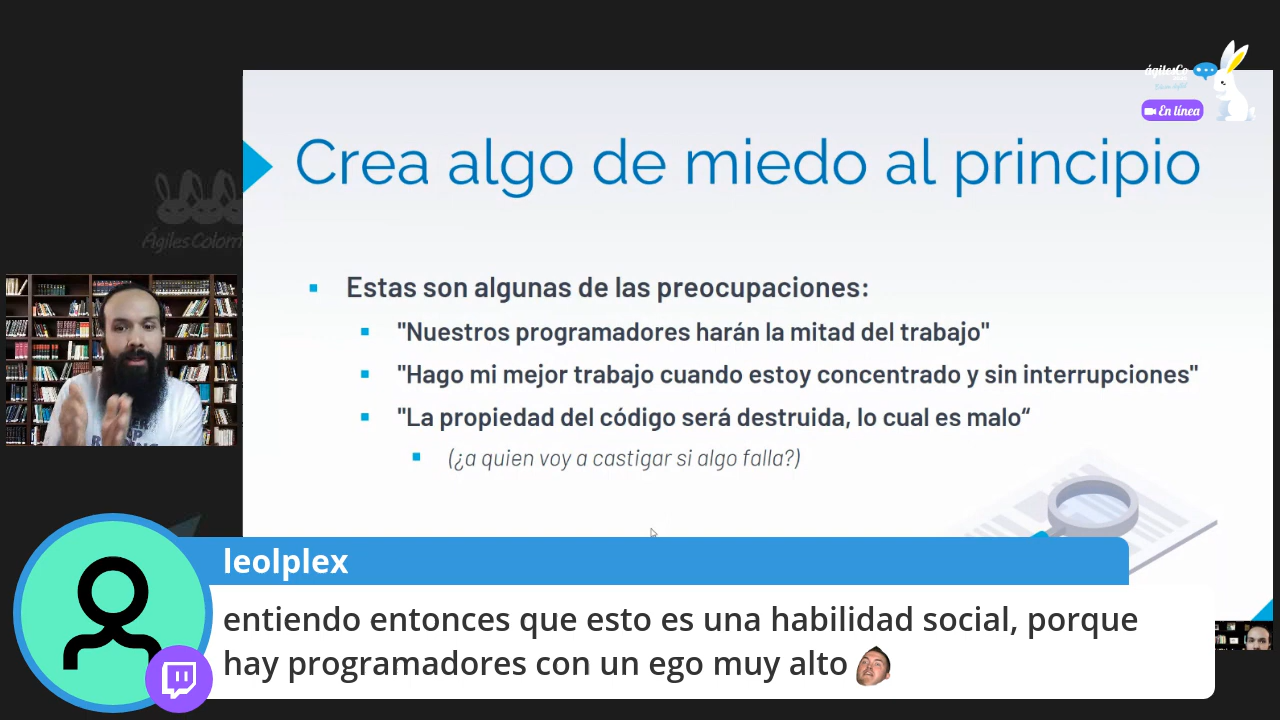 ágilesCo
En línea
Crea algo de miedo al principio
ÁgilesColom
Estas son algunas de las preocupaciones:
"Nuestros programadores harán la mitad del trabajo"
"Hago mi mejor trabajo cuando estoy concentrado y sin interrupciones"
"La propiedad del código será destruida, lo cual es malo“
(¿a quien voy a castigar si algo falla?)
leolplex
entiendo entonces que esto es una habilidad social, porque
hay programadores con un ego muy alto